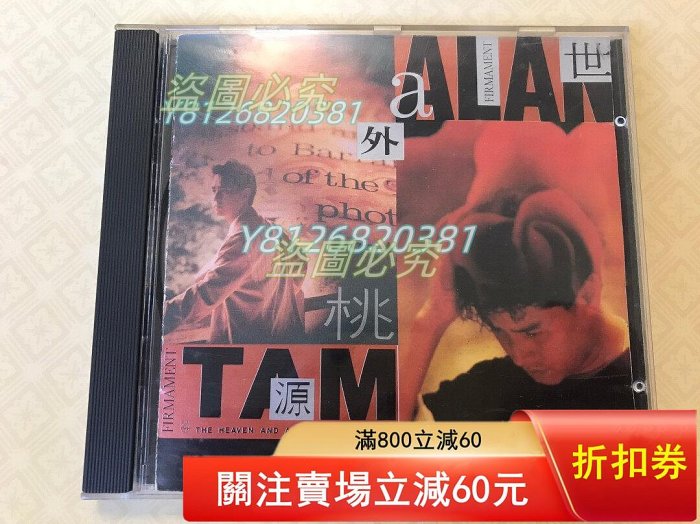 ALAN
FIRMAMENT
世
a
外
盜圖必究
Y8126820381
to Bar
of the
phot
Y8126820381
盜圖必究
桃
FIRMAMENT
TAM
源
THE HEAVEN AND
滿800立減60
關注賣場立減60元
折扣券